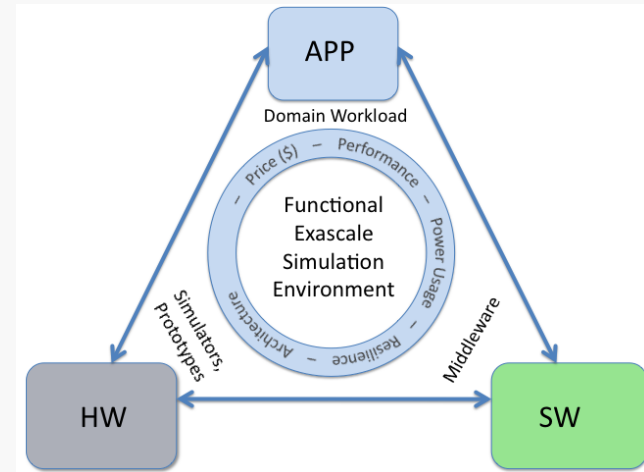 APP
Domain Workload
– Price ($) – Performance – Power Usage – Resilience – Architecture
Functional
Exascale
Simulation
Environment
Simulators,
Prototypes
Middleware
HW
SW